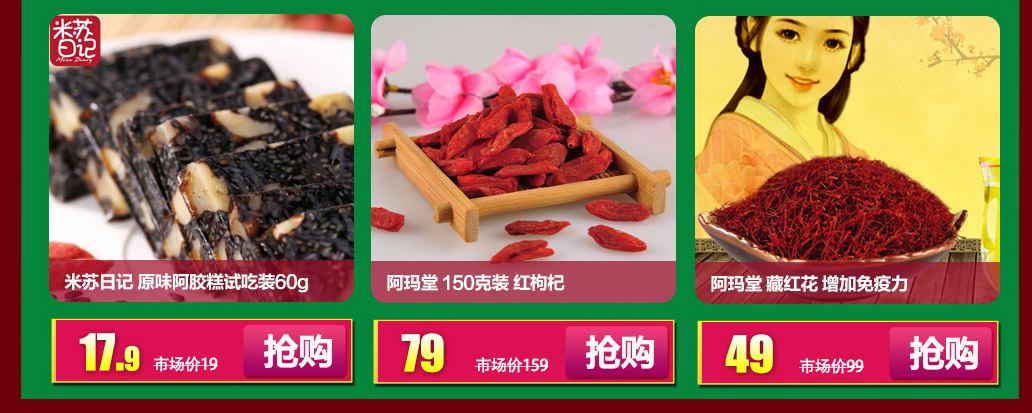 米苏
日记
Misu Diary
米苏日记 原味阿胶糕试吃装60g
阿玛堂 150克装 红枸杞
阿玛堂 藏红花 增加免疫力
17.9 市场价19 抢购
79 市场价159 抢购
49 市场价99 抢购